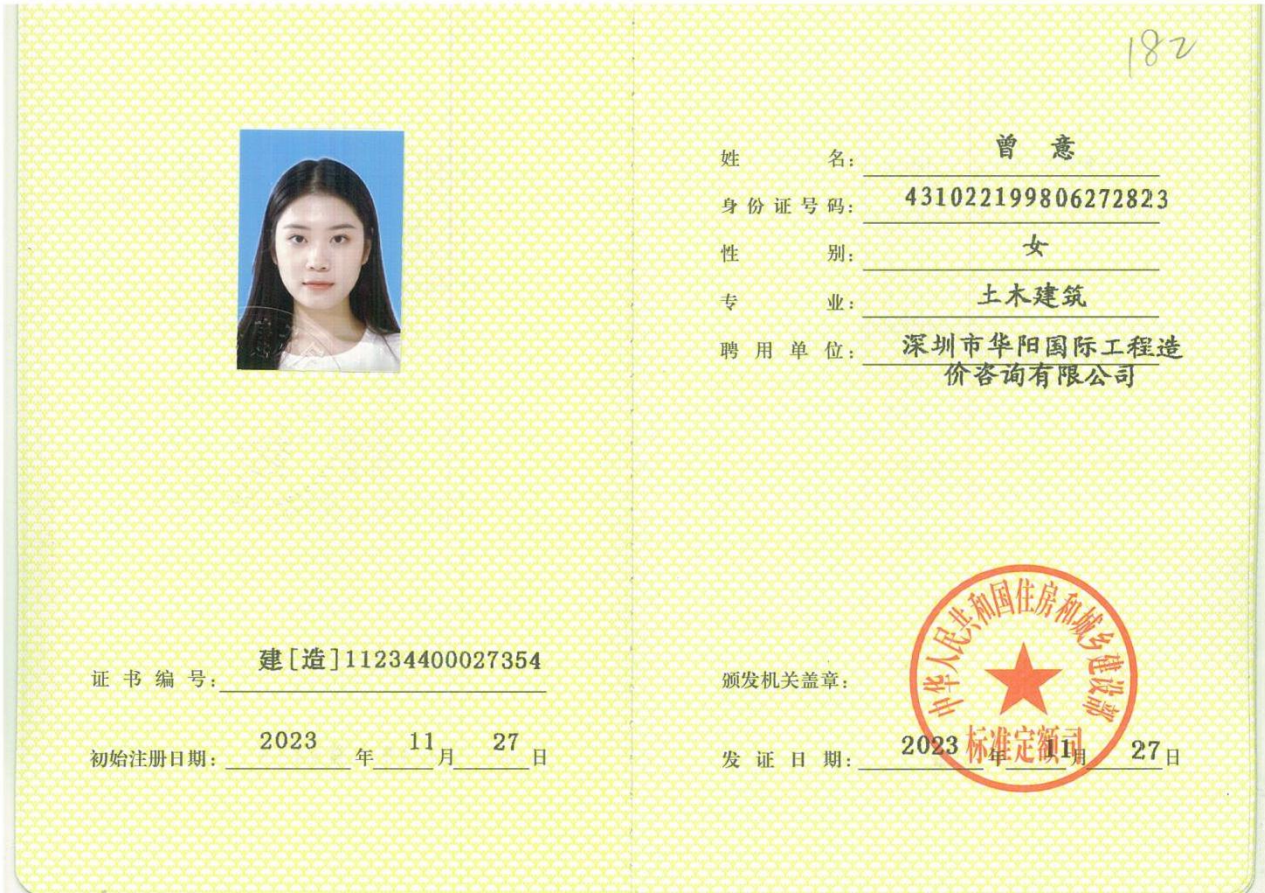 182
姓名：曾意
身份证号码：431022199806272823
性别：女
专业：土木建筑
聘用单位：深圳市华阳国际工程造
价咨询有限公司
证书编号：建[造]11234400027354
初始注册日期：2023年11月27日
颁发机关盖章：
中华人民共和国住房和城乡建设部
标准定额司
发证日期：2023年11月27日